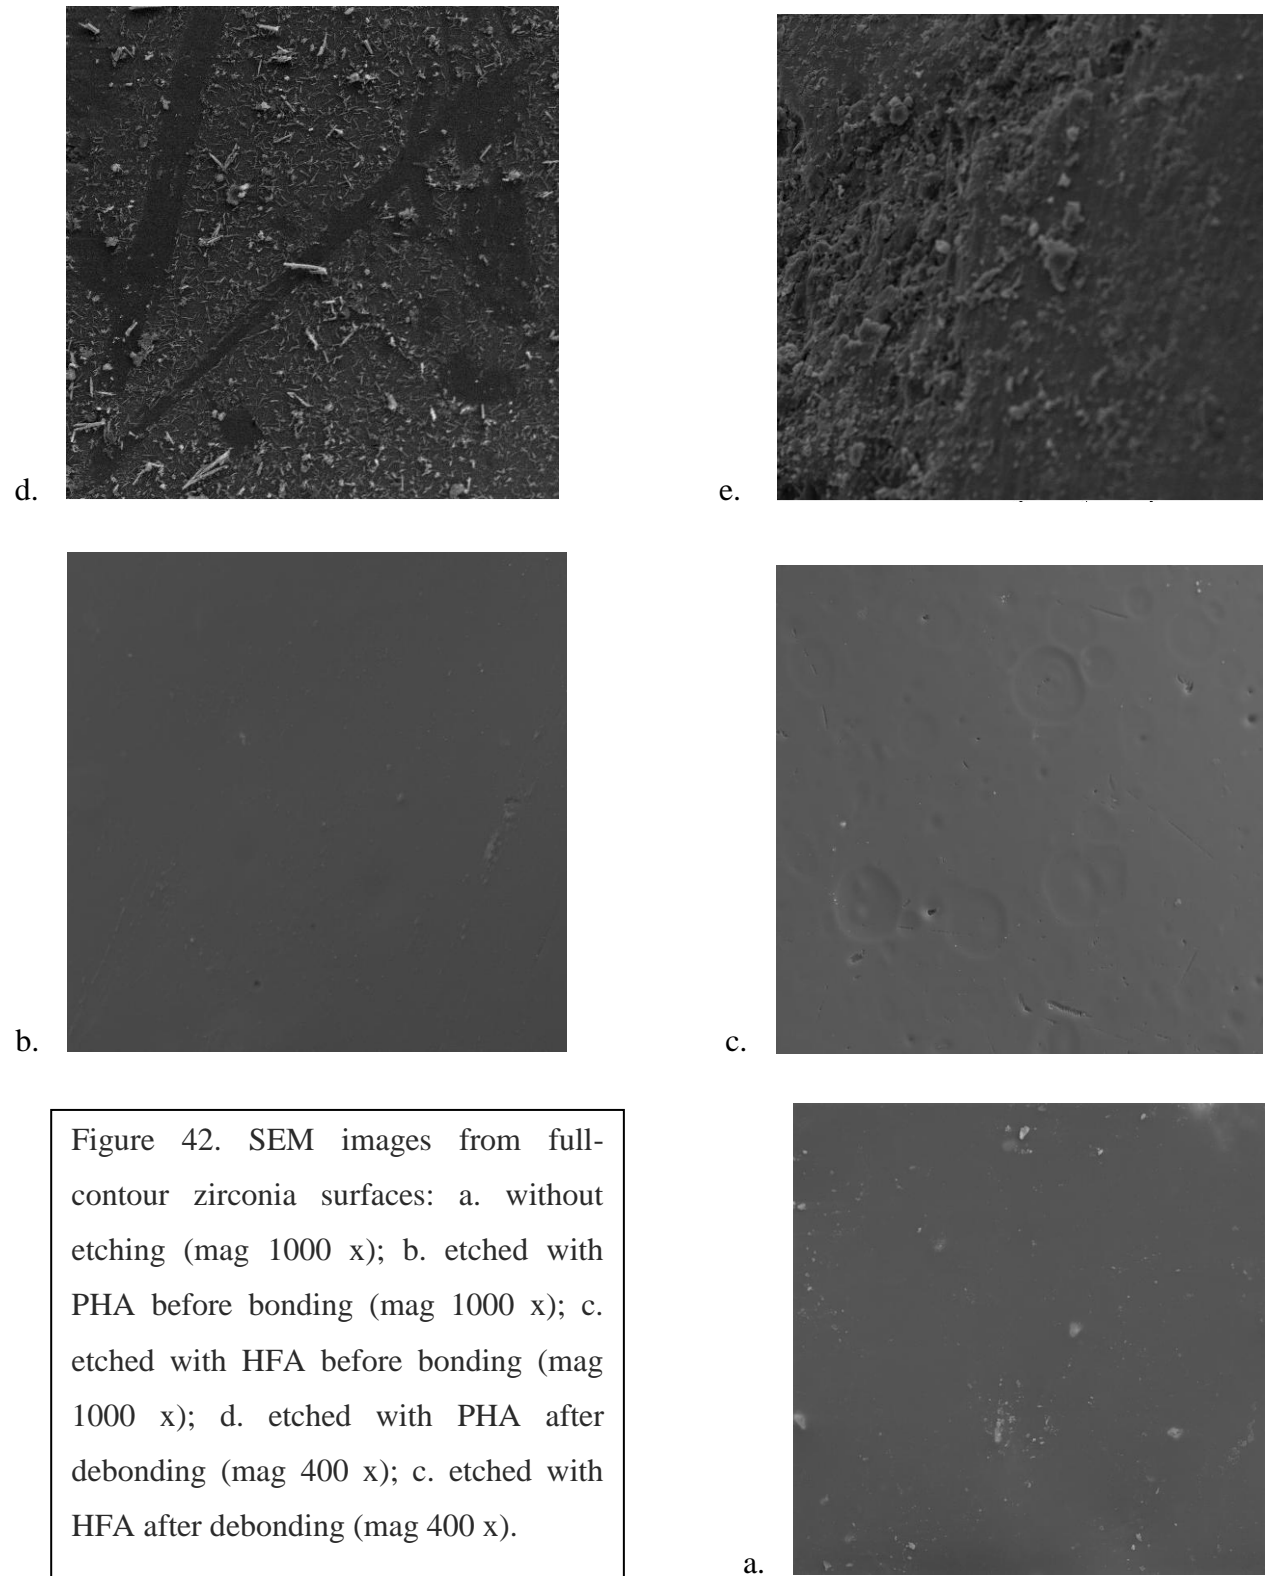 d.
e.
b.
c.
Figure 42. SEM images from full-
contour zirconia surfaces: a. without
etching (mag 1000 x); b. etched with
PHA before bonding (mag 1000 x); c.
etched with HFA before bonding (mag
1000 x); d. etched with PHA after
debonding (mag 400 x); c. etched with
HFA after debonding (mag 400 x).
a.